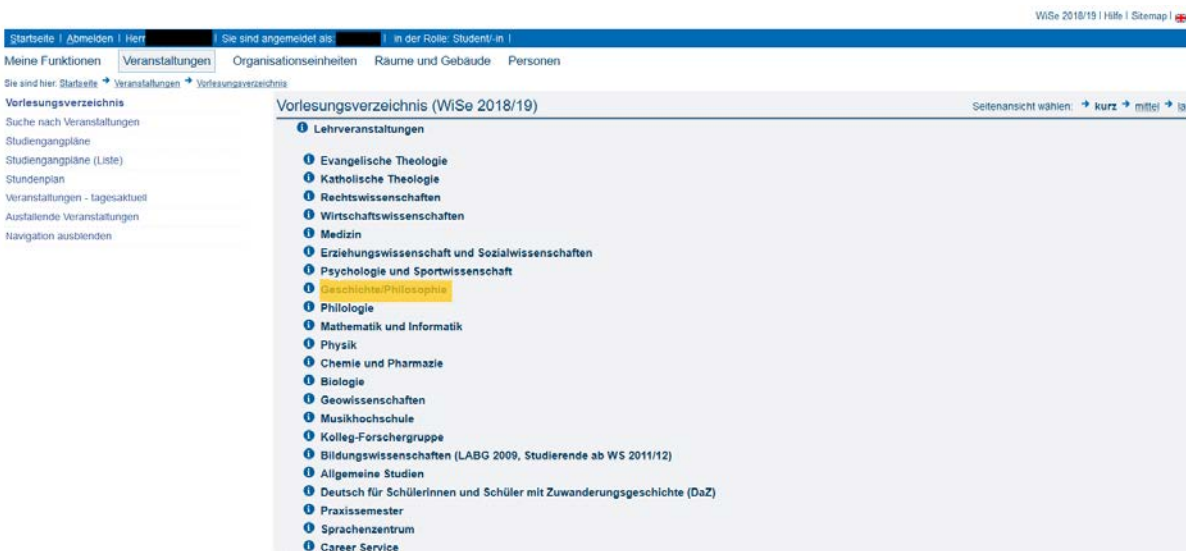 WiSe 2018/19 | Hilfe | Sitemap |
Startseite | Abmelden | Herr | Sie sind angemeldet als: | in der Rolle: Student/-in |
Meine Funktionen Veranstaltungen Organisationseinheiten Räume und Gebäude Personen
Sie sind hier: Startseite Veranstaltungen Vorlesungsverzeichnis
Vorlesungsverzeichnis
Suche nach Veranstaltungen
Studiengangpläne
Studiengangpläne (Liste)
Stundenplan
Veranstaltungen - tagesaktuell
Ausfallende Veranstaltungen
Navigation ausblenden
Vorlesungsverzeichnis (WiSe 2018/19)
Seitenansicht wählen: kurz mittel
Lehrveranstaltungen
Evangelische Theologie
Katholische Theologie
Rechtswissenschaften
Wirtschaftswissenschaften
Medizin
Erziehungswissenschaft und Sozialwissenschaften
Psychologie und Sportwissenschaft
Geschichte/Philosophie
Philologie
Mathematik und Informatik
Physik
Chemie und Pharmazie
Biologie
Geowissenschaften
Musikhochschule
Kolleg-Forschergruppe
Bildungswissenschaften (LABG 2009, Studierende ab WS 2011/12)
Allgemeine Studien
Deutsch für Schülerinnen und Schüler mit Zuwanderungsgeschichte (DaZ)
Praxissemester
Sprachenzentrum
Career Service